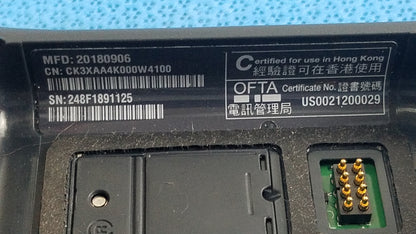 MFD: 20180906
CN: CK3XAA4K000W4100
SN: 248F1891125
Certified for use in Hong Kong
經驗證可在香港使用
OFTA Certificate No. 證書號碼
電訊管理局 US0021200029